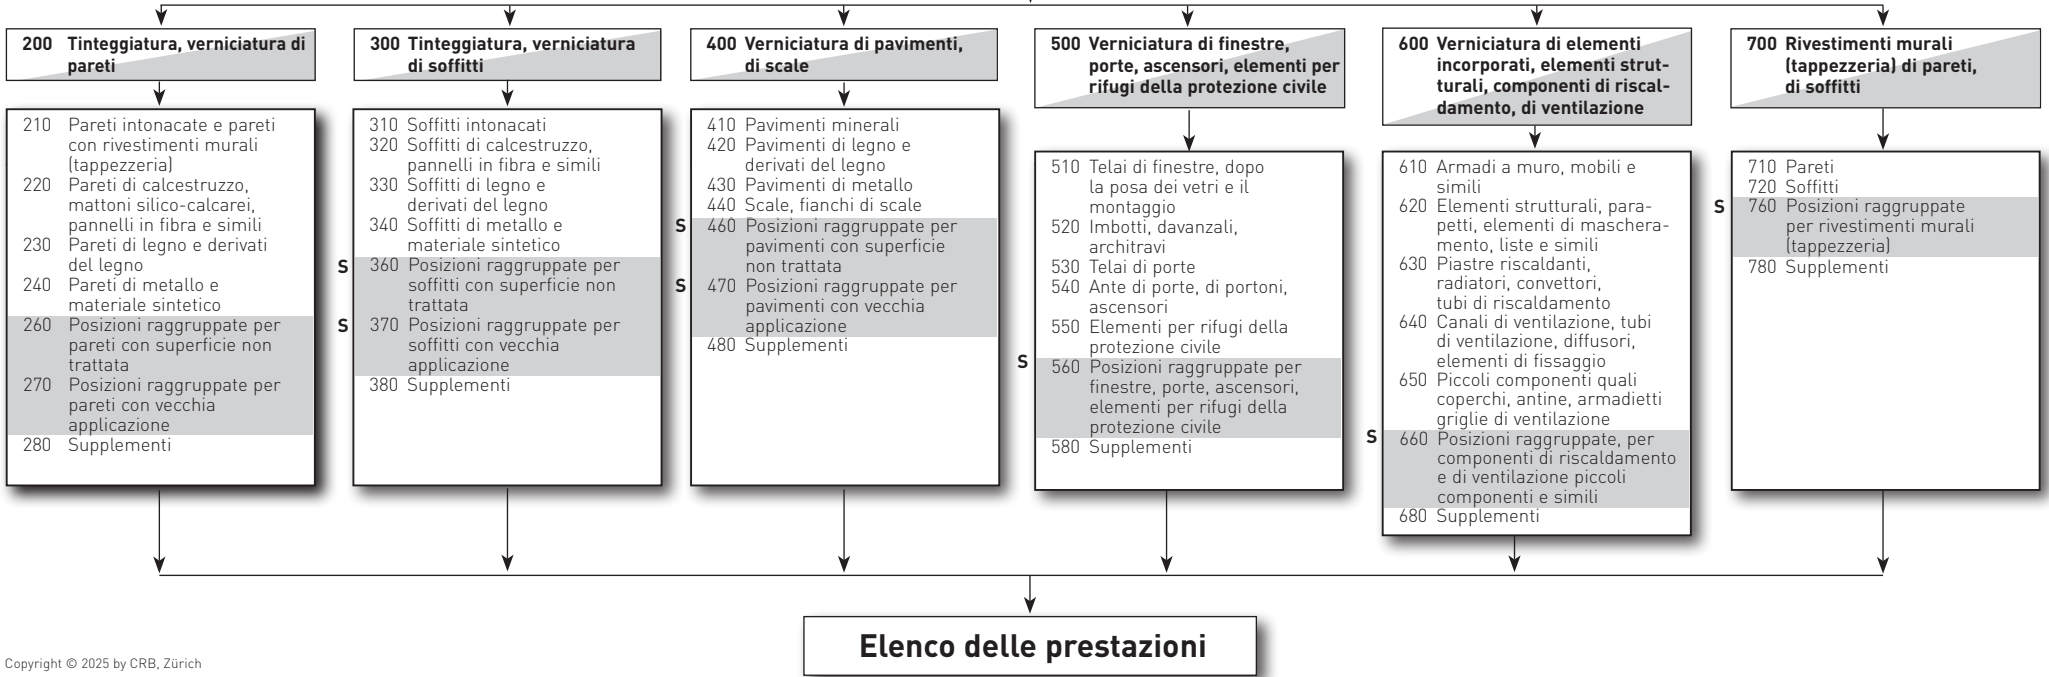 200 Tinteggiatura, verniciatura di
pareti
210 Pareti intonacate e pareti
con rivestimenti murali
(tappezzeria)
220 Pareti di calcestruzzo,
mattoni silico-calcarei,
pannelli in fibra e simili
230 Pareti di legno e derivati
del legno
240 Pareti di metallo e
materiale sintetico
260 Posizioni raggruppate per
pareti con superficie non
trattata
270 Posizioni raggruppate per
pareti con vecchia
applicazione
280 Supplementi
300 Tinteggiatura, verniciatura
di soffitti
310 Soffitti intonacati
320 Soffitti di calcestruzzo,
pannelli in fibra e simili
330 Soffitti di legno e
derivati del legno
340 Soffitti di metallo e
materiale sintetico
S 360 Posizioni raggruppate per
soffitti con superficie non
trattata
S 370 Posizioni raggruppate per
soffitti con vecchia
applicazione
380 Supplementi
400 Verniciatura di pavimenti,
di scale
410 Pavimenti minerali
420 Pavimenti di legno e
derivati del legno
430 Pavimenti di metallo
440 Scale, fianchi di scale
S 460 Posizioni raggruppate per
pavimenti con superficie
non trattata
S 470 Posizioni raggruppate per
pavimenti con vecchia
applicazione
480 Supplementi
500 Verniciatura di finestre,
porte, ascensori, elementi per
rifugi della protezione civile
510 Telai di finestre, dopo
la posa dei vetri e il
montaggio
520 Imbotti, davanzali,
architravi
530 Telai di porte
540 Ante di porte, di portoni,
ascensori
550 Elementi per rifugi della
protezione civile
S 560 Posizioni raggruppate per
finestre, porte, ascensori,
elementi per rifugi della
protezione civile
580 Supplementi
600 Verniciatura di elementi
incorporati, elementi strut-
turali, componenti di riscal-
damento, di ventilazione
610 Armadi a muro, mobili e
simili
620 Elementi strutturali, para-
petti, elementi di maschera-
mento, liste e simili
630 Piastre riscaldanti,
radiatori, convettori,
tubi di riscaldamento
640 Canali di ventilazione, tubi
di ventilazione, diffusori,
elementi di fissaggio
650 Piccoli componenti quali
coperchi, antine, armadietti
griglie di ventilazione
S 660 Posizioni raggruppate, per
componenti di riscaldamento
e di ventilazione piccoli
componenti e simili
680 Supplementi
700 Rivestimenti murali
(tappezzeria) di pareti,
di soffitti
710 Pareti
720 Soffitti
S 760 Posizioni raggruppate
per rivestimenti murali
(tappezzeria)
780 Supplementi
Elenco delle prestazioni
Copyright © 2025 by CRB, Zürich